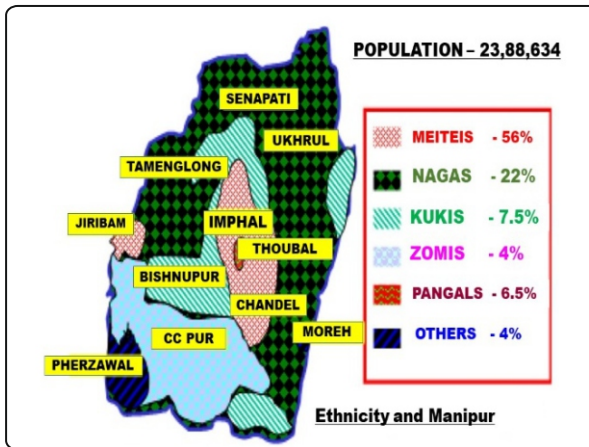 POPULATION – 23,88,634
SENAPATI
UKHRUL
TAMENGLONG
IMPHAL
JIRIBAM
THOUBAL
BISHNUPUR
CHANDEL
MOREH
CC PUR
PHERZAWAL
MEITEIS - 56%
NAGAS - 22%
KUKIS - 7.5%
ZOMIS - 4%
PANGALS - 6.5%
OTHERS - 4%
Ethnicity and Manipur